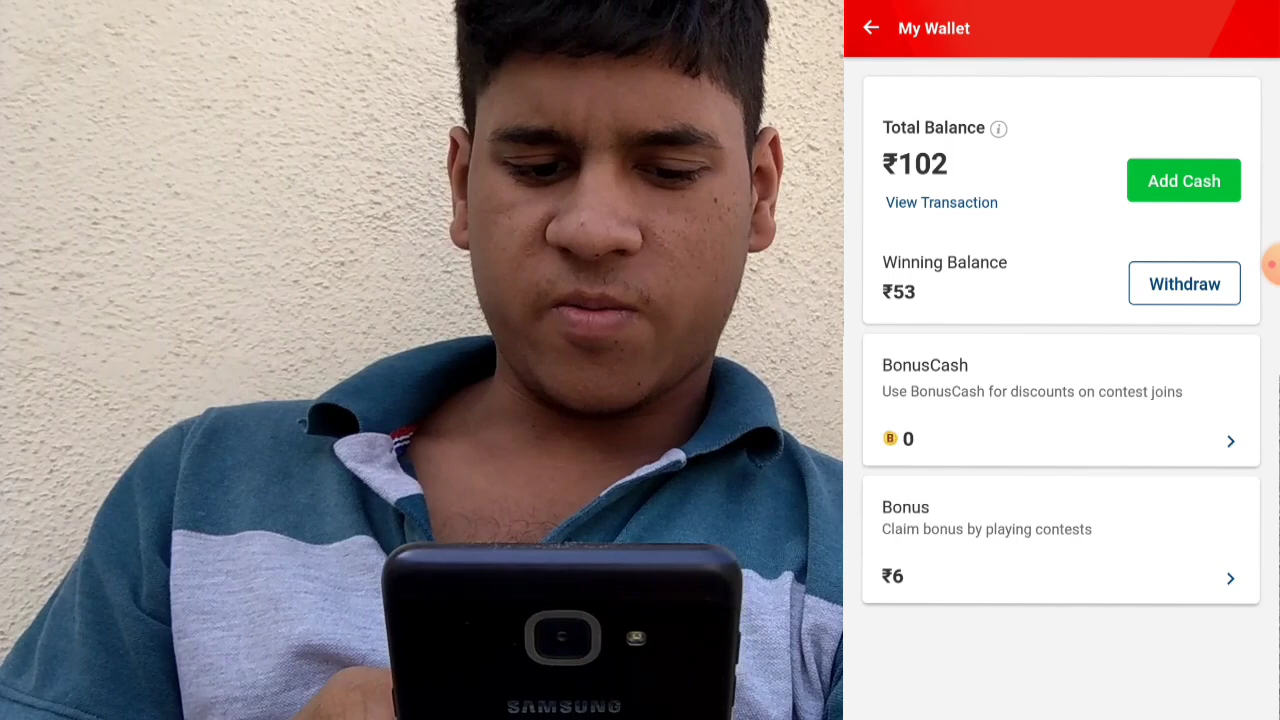 My Wallet
Total Balance
₹102
Add Cash
View Transaction
Winning Balance
₹53
Withdraw
BonusCash
Use BonusCash for discounts on contest joins
B 0
Bonus
Claim bonus by playing contests
₹6
SAMSUNG